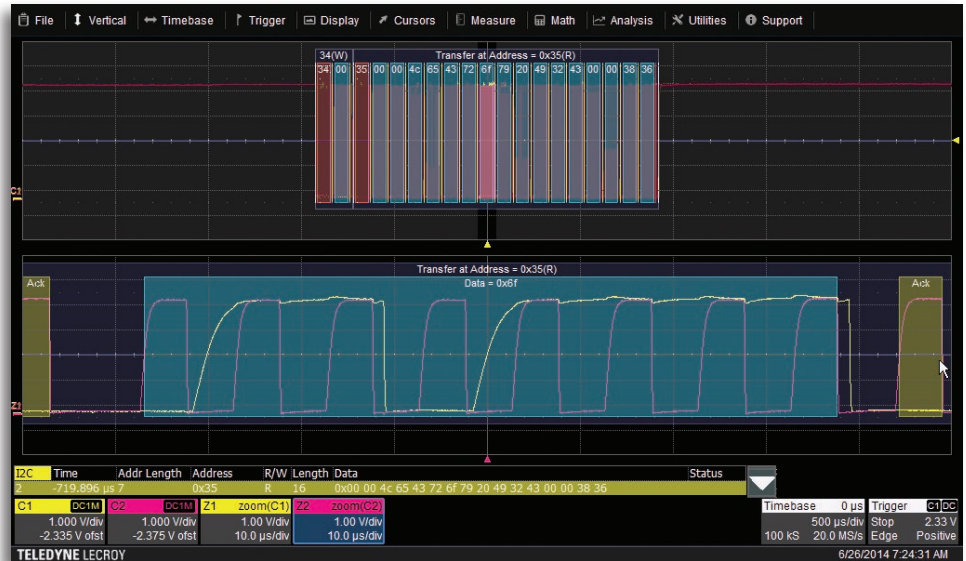 File Vertical Timebase Trigger Display Cursors Measure Math Analysis Utilities Support
34(W) Transfer at Address = 0x35(R)
34 00 35 00 00 4c 65 43 72 6f 79 20 49 32 43 00 00 38 36
C1
Transfer at Address = 0x35(R)
Ack Data = 0x6f Ack
Z1
I2C Time Addr Length Address R/W Length Data Status
2 -719.896 µs 7 0x35 R 16 0x00 00 4c 65 43 72 6f 79 20 49 32 43 00 00 38 36
C1 DC1M C2 DC1M Z1 zoom(C1) Z2 zoom(C2) Timebase 0 µs Trigger C1 DC
1.000 V/div 1.000 V/div 1.00 V/div 1.00 V/div 500 µs/div Stop 2.33 V
-2.335 V ofst -2.375 V ofst 10.0 µs/div 10.0 µs/div 100 kS 20.0 MS/s Edge Positive
TELEDYNE LECROY 6/26/2014 7:24:31 AM